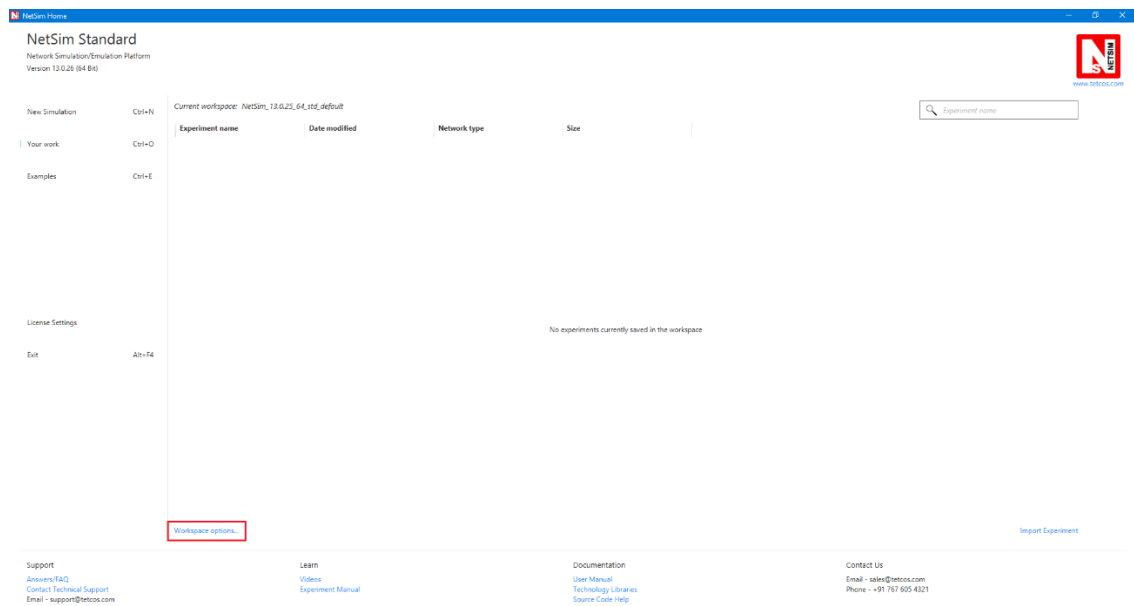 NetSim Home
NetSim Standard
Network Simulation/Emulation Platform
Version 13.0.26 (64 Bit)
N
S
NETSIM
www.tetcos.com
New Simulation Ctrl+N
Your work Ctrl+O
Examples Ctrl+E
License Settings
Exit Alt+F4
Current workspace: NetSim_13.0.25_64_std_default
Experiment name
Experiment name Date modified Network type Size
No experiments currently saved in the workspace
Workspace options...
Import Experiment
Support
Answers/FAQ
Contact Technical Support
Email - support@tetcos.com
Learn
Videos
Experiment Manual
Documentation
User Manual
Technology Libraries
Source Code Help
Contact Us
Email - sales@tetcos.com
Phone - +91 767 605 4321